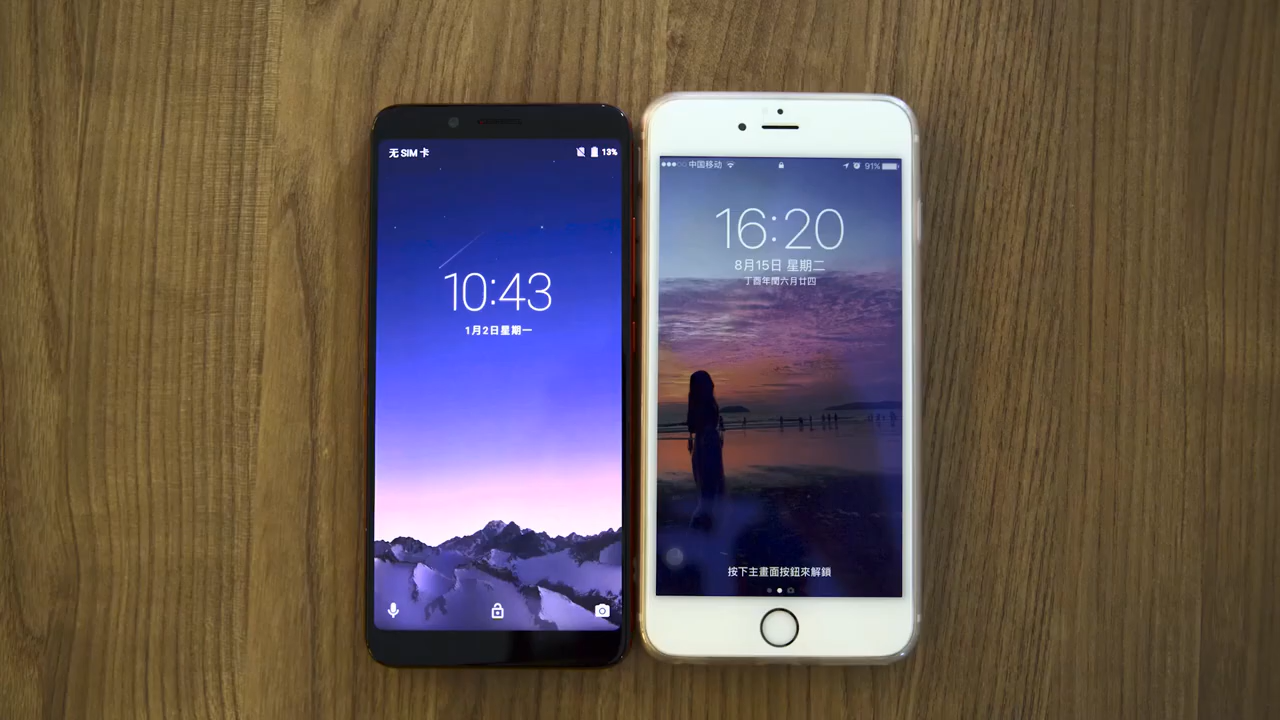 无 SIM 卡
13%
10:43
1月2日星期一
中国移动
91%
16:20
8月15日 星期二
丁酉年閏六月廿四
按下主畫面按鈕來解鎖